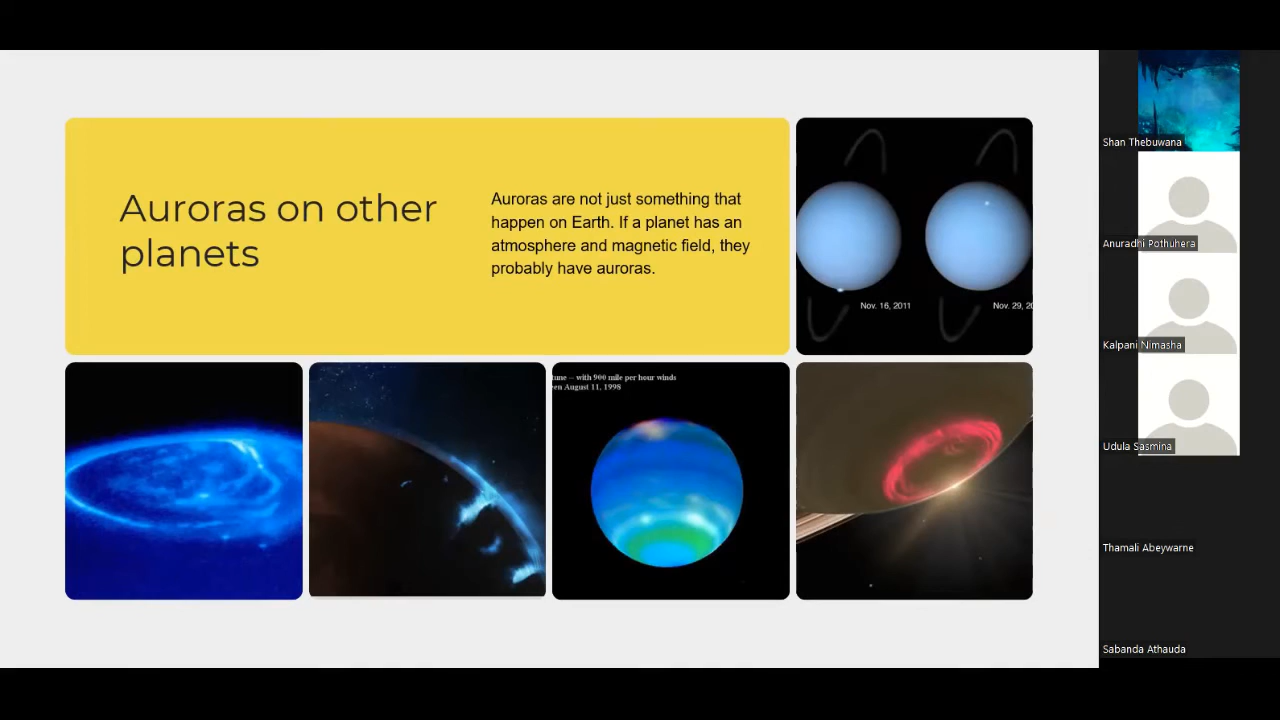 Auroras on other
planets
Auroras are not just something that
happen on Earth. If a planet has an
atmosphere and magnetic field, they
probably have auroras.
Nov. 16, 2011
Nov. 29, 20
tune -- with 900 mile per hour winds
en August 11, 1998
Shan Thebuwana
Anuradhi Pothuhera
Kalpani Nimasha
Udula Sasmina
Thamali Abeywarne
Sabanda Athauda